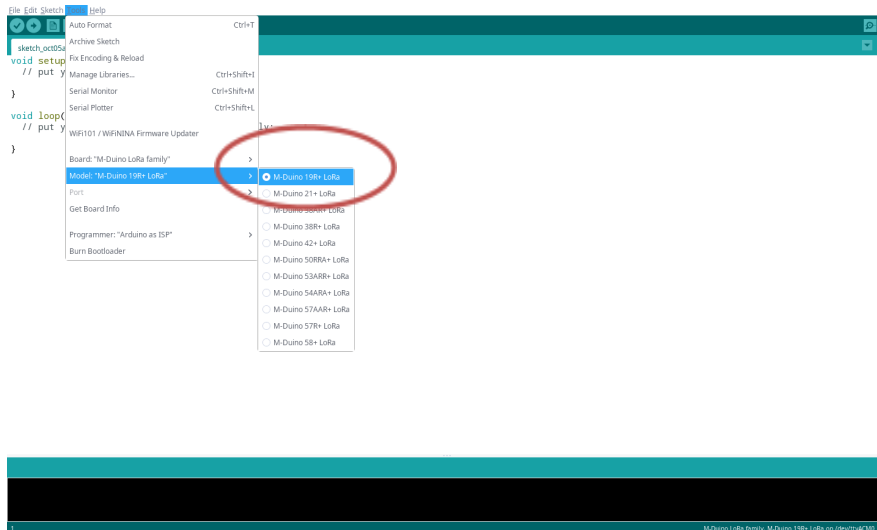 File Edit Sketch Tools Help
sketch_oct05a
Auto Format Ctrl+T
Archive Sketch
Fix Encoding & Reload
Manage Libraries... Ctrl+Shift+I
Serial Monitor Ctrl+Shift+M
Serial Plotter Ctrl+Shift+L
WiFi101 / WiFiNINA Firmware Updater
Board: "M-Duino LoRa family"
Model: "M-Duino 19R+ LoRa"
Port
Get Board Info
Programmer: "Arduino as ISP"
Burn Bootloader
void setup
// put y
}
void loop(
// put y ly:
}
M-Duino 19R+ LoRa
M-Duino 21+ LoRa
M-Duino 38AR+ LoRa
M-Duino 38R+ LoRa
M-Duino 42+ LoRa
M-Duino 50RRA+ LoRa
M-Duino 53ARR+ LoRa
M-Duino 54ARA+ LoRa
M-Duino 57AAR+ LoRa
M-Duino 57R+ LoRa
M-Duino 58+ LoRa
1 M-Duino LoRa family, M-Duino 19R+ LoRa on /dev/ttyACM0